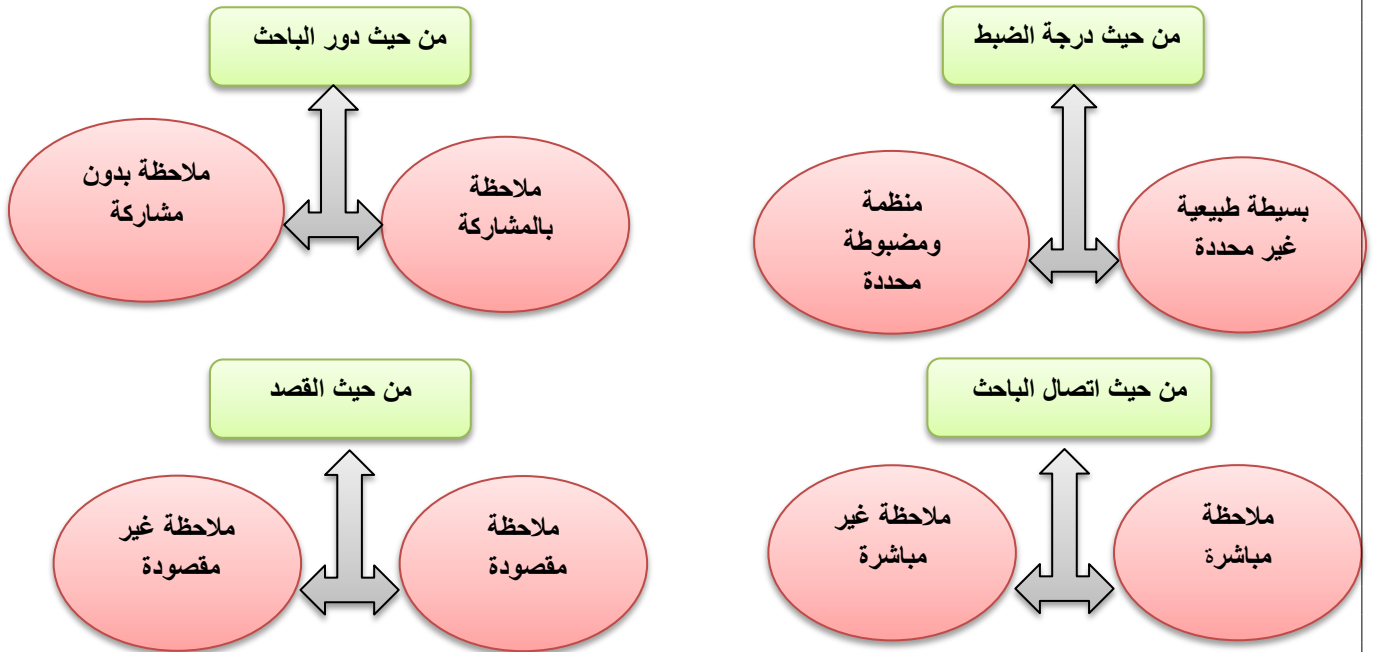 من حيث درجة الضبط
بسيطة طبيعية
غير محددة
منظمة
ومضبوطة
محددة
من حيث دور الباحث
ملاحظة
بالمشاركة
ملاحظة بدون
مشاركة
من حيث اتصال الباحث
ملاحظة
مباشرة
ملاحظة غير
مباشرة
من حيث القصد
ملاحظة
مقصودة
ملاحظة غير
مقصودة